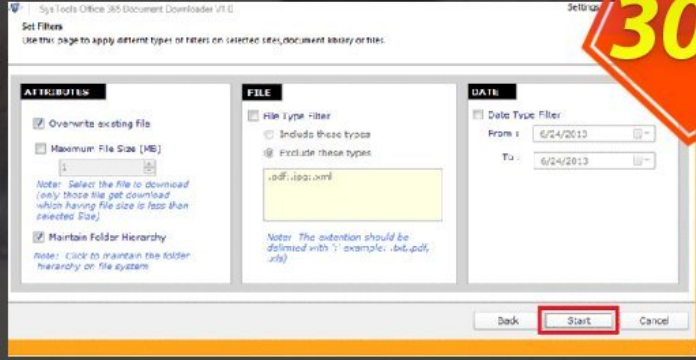 SysTools Office 365 Document Downloader V1.0
Settings
30
Set Filters
Use this page to apply differnt types of filters on selected sites,document library or files.
ATTRIBUTES
Overwrite existing file
Maximum File Size (MB)
1
Note: Select the file to download
(only those file get download
which having file size is less than
selected Size)
Maintain Folder Hierarchy
Note: Click to maintain the folder
hierarchy on file system
FILE
File Type Filter
Include these types
Exclude these types
.pdf;.jpg;.xml
Note: The extention should be
delimited with ';' example: .txt,.pdf,
.xls)
DATE
Date Type Filter
From :
6/24/2013
To :
6/24/2013
Back
Start
Cancel